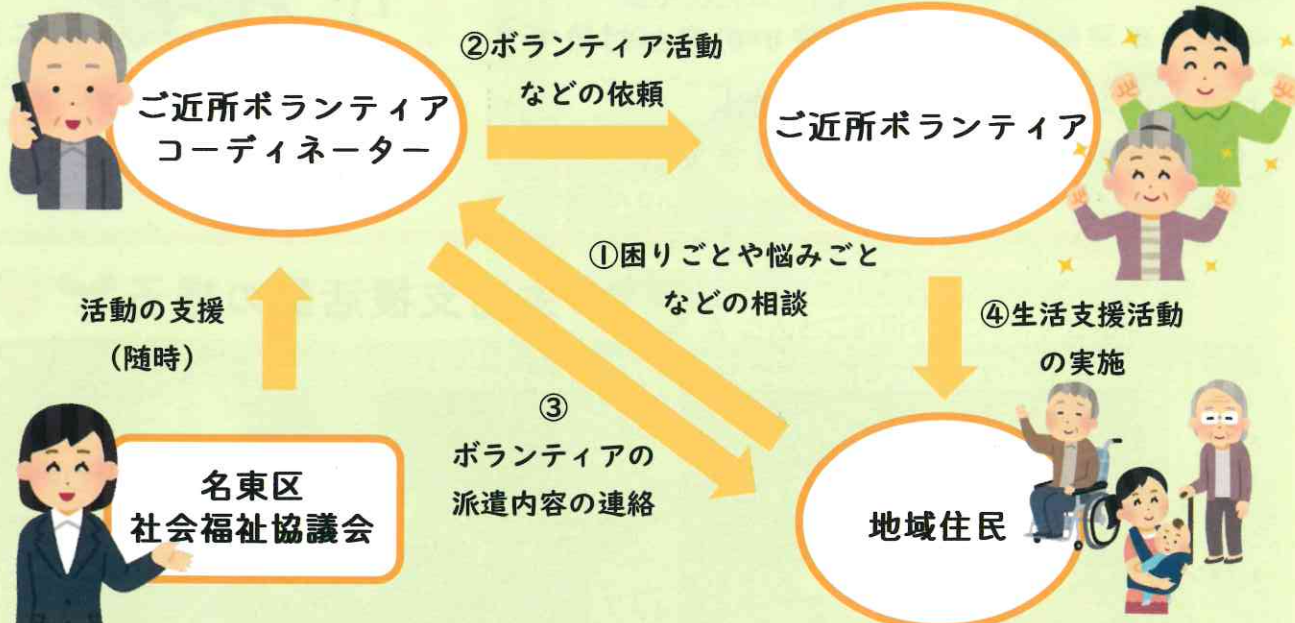 ご近所ボランティア
コーディネーター
②ボランティア活動
などの依頼
ご近所ボランティア
①困りごとや悩みごと
などの相談
活動の支援
（随時）
④生活支援活動
の実施
③
ボランティアの
派遣内容の連絡
名東区
社会福祉協議会
地域住民